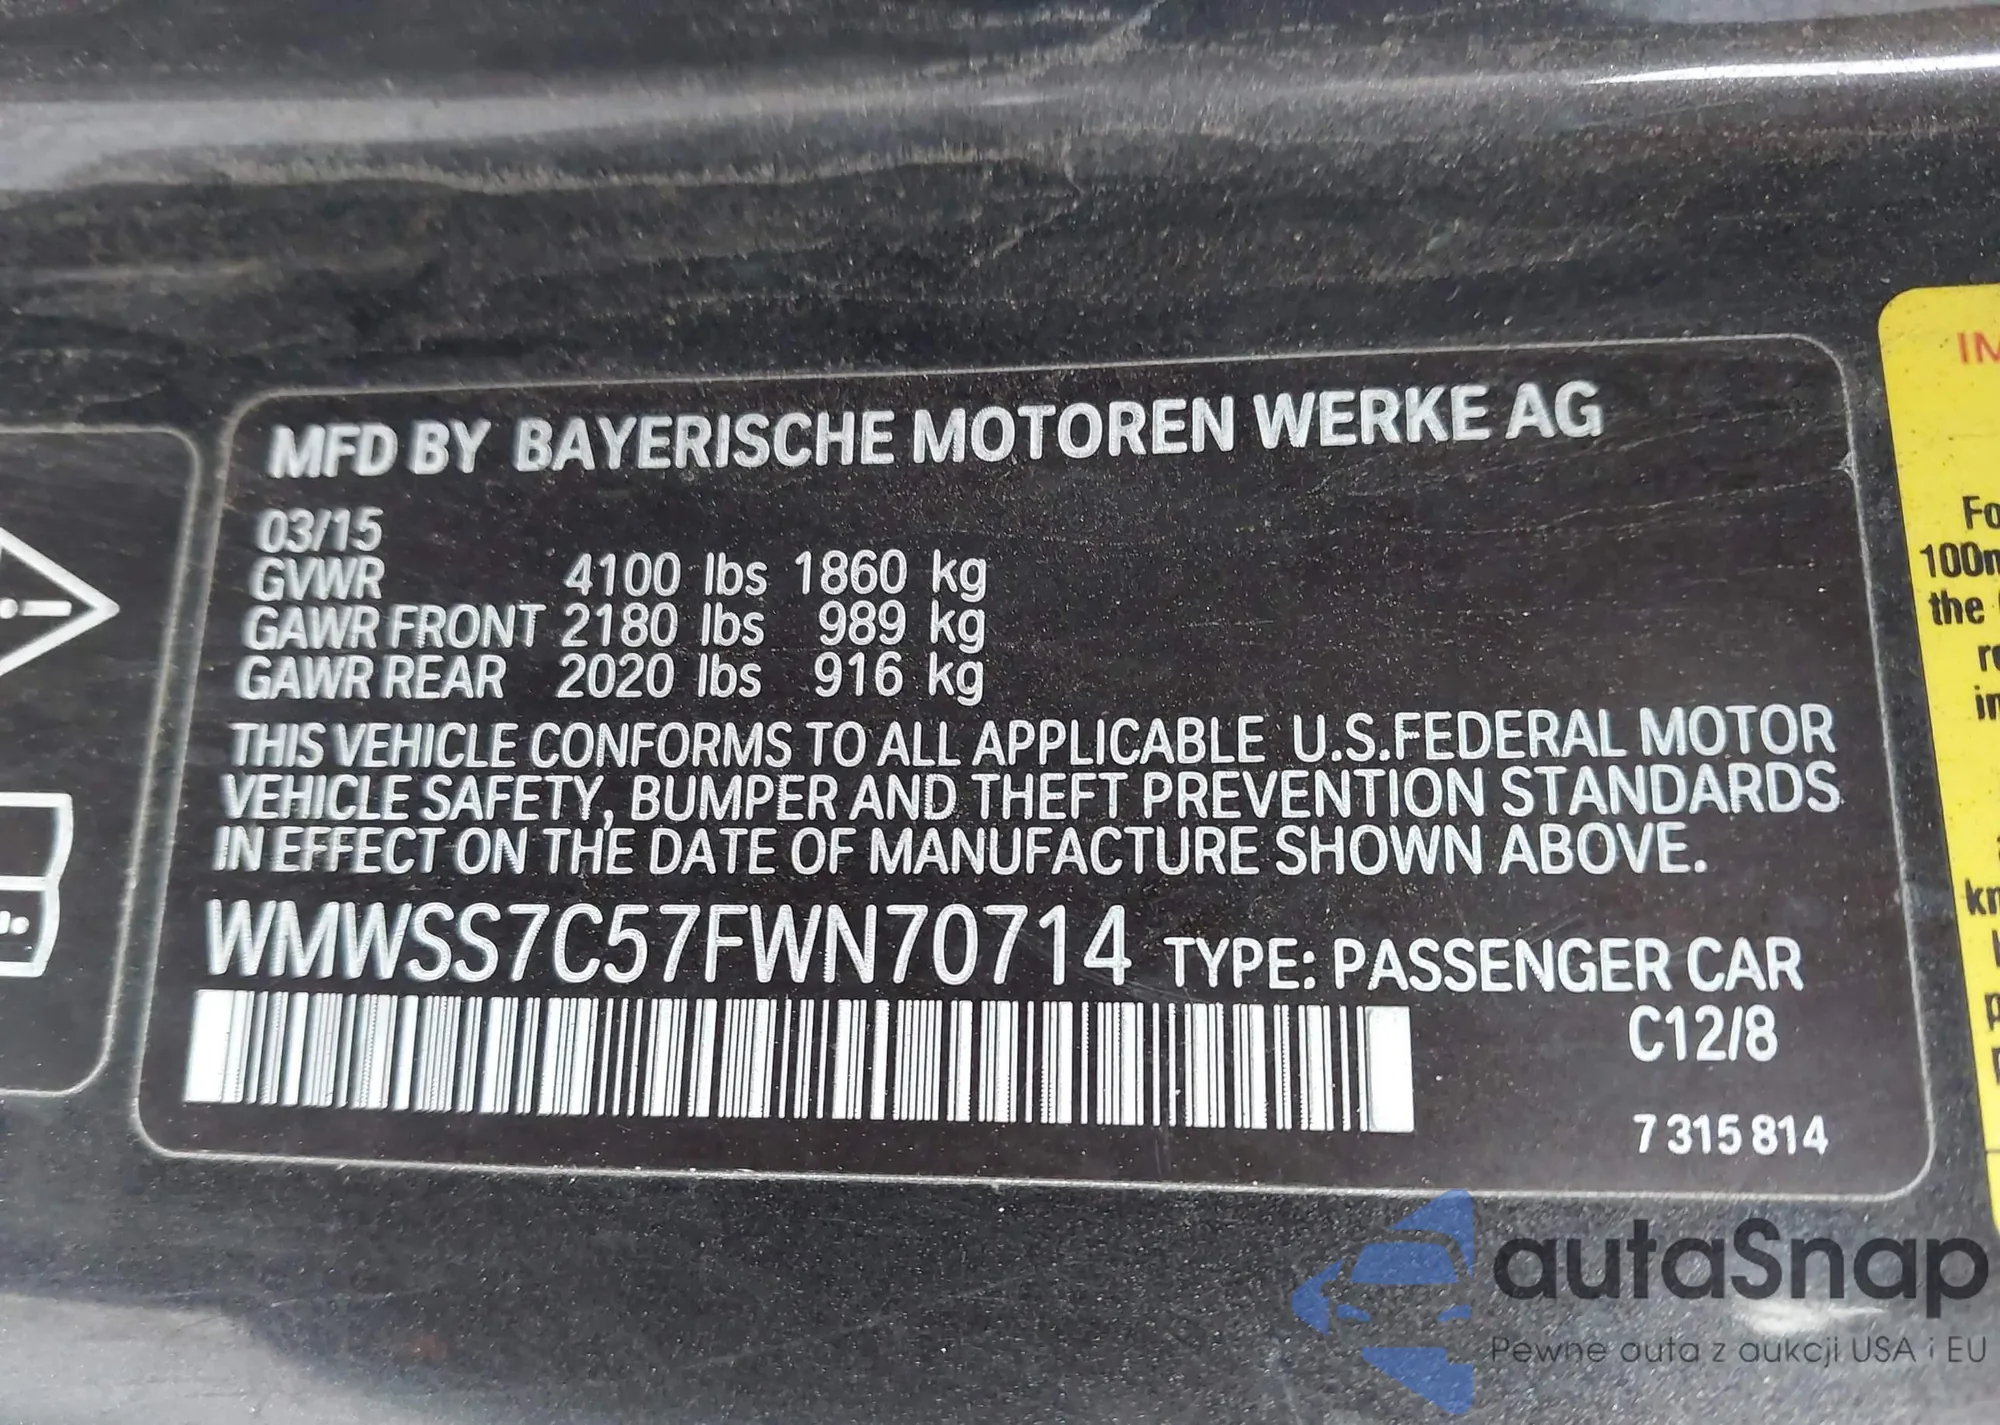 MFD BY BAYERISCHE MOTOREN WERKE AG
03/15
GVWR 4100 lbs 1860 kg
GAWR FRONT 2180 lbs 989 kg
GAWR REAR 2020 lbs 916 kg
THIS VEHICLE CONFORMS TO ALL APPLICABLE U.S.FEDERAL MOTOR
VEHICLE SAFETY, BUMPER AND THEFT PREVENTION STANDARDS
IN EFFECT ON THE DATE OF MANUFACTURE SHOWN ABOVE.
WMWSS7C57FWN70714 TYPE: PASSENGER CAR
C12/8
7 315 814
the
autaSnap
Pewne auta z aukcji USA i EU